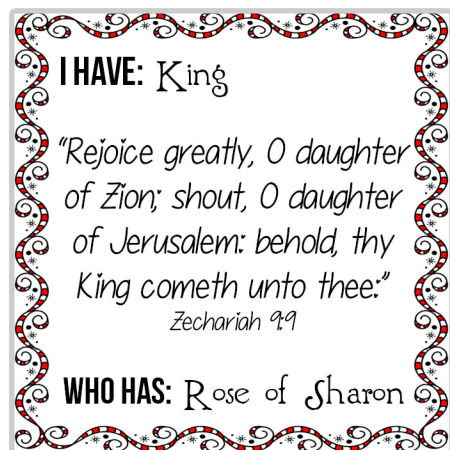 I HAVE: King
"Rejoice greatly, O daughter
of Zion; shout, O daughter
of Jerusalem: behold, thy
King cometh unto thee:"
Zechariah 9:9
WHO HAS: Rose of Sharon